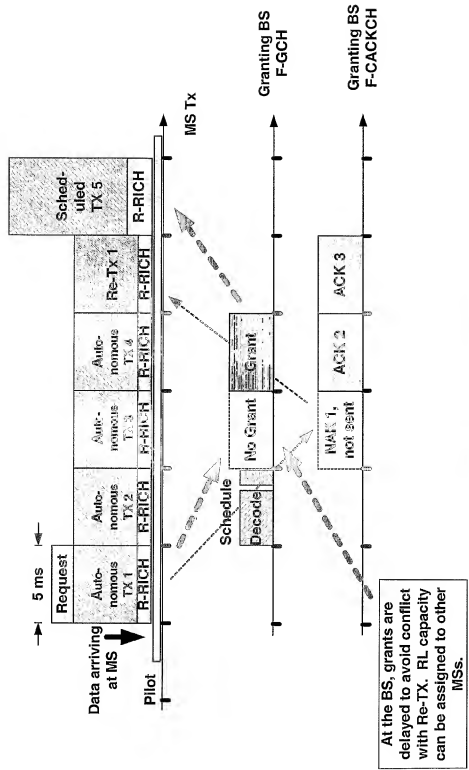 5 ms
Request
Data arriving
at MS
Auto-
nomous
TX 1
Auto-
nomous
TX 2
Auto-
nomous
TX 3
Auto-
nomous
TX 4
Re-TX 1
Sched-
uled
TX 5
R-RICH
R-RICH
R-RICH
R-RICH
R-RICH
R-RICH
Pilot
MS Tx
Schedule
Decode
No Grant
Grant
Granting BS
F-GCH
NAK 1,
not sent
ACK 2
ACK 3
Granting BS
F-CACKCH
At the BS, grants are
delayed to avoid conflict
with Re-TX. RL capacity
can be assigned to other
MSs.